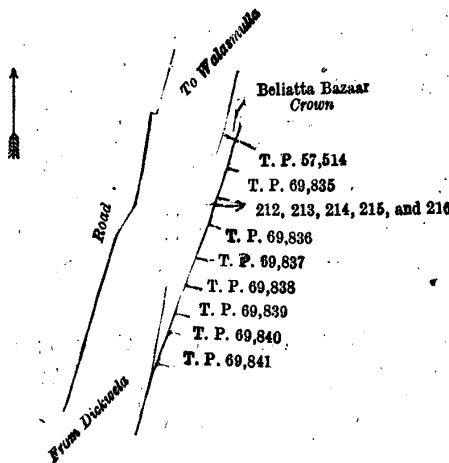 To Walasmulla
Beliatta Bazaar
Crown
T. P. 57,514
T. P. 69,835
212, 213, 214, 215, and 216
Road
T. P. 69,836
T. P. 69,837
T. P. 69,838
T. P. 69,839
T. P. 69,840
T. P. 69,841
From Dickwela